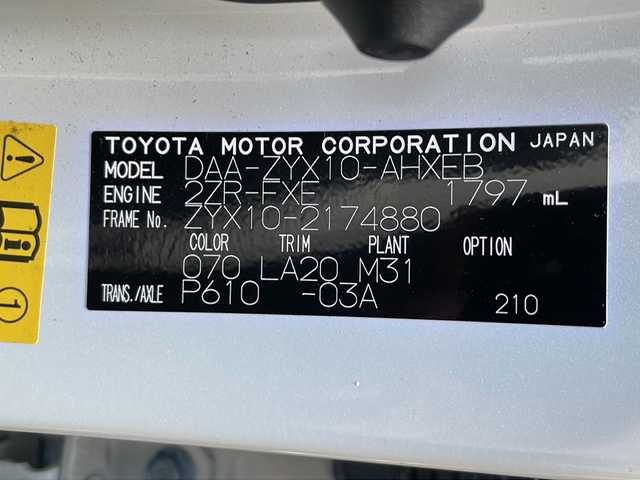 TOYOTA MOTOR CORPORATION JAPAN
MODEL DAA-ZYX10-AHXEB
ENGINE 2ZR-FXE 1797 mL
FRAME No. ZYX10-2174880
COLOR TRIM PLANT OPTION
070 LA20 M31
TRANS./AXLE P610 -03A 210
1